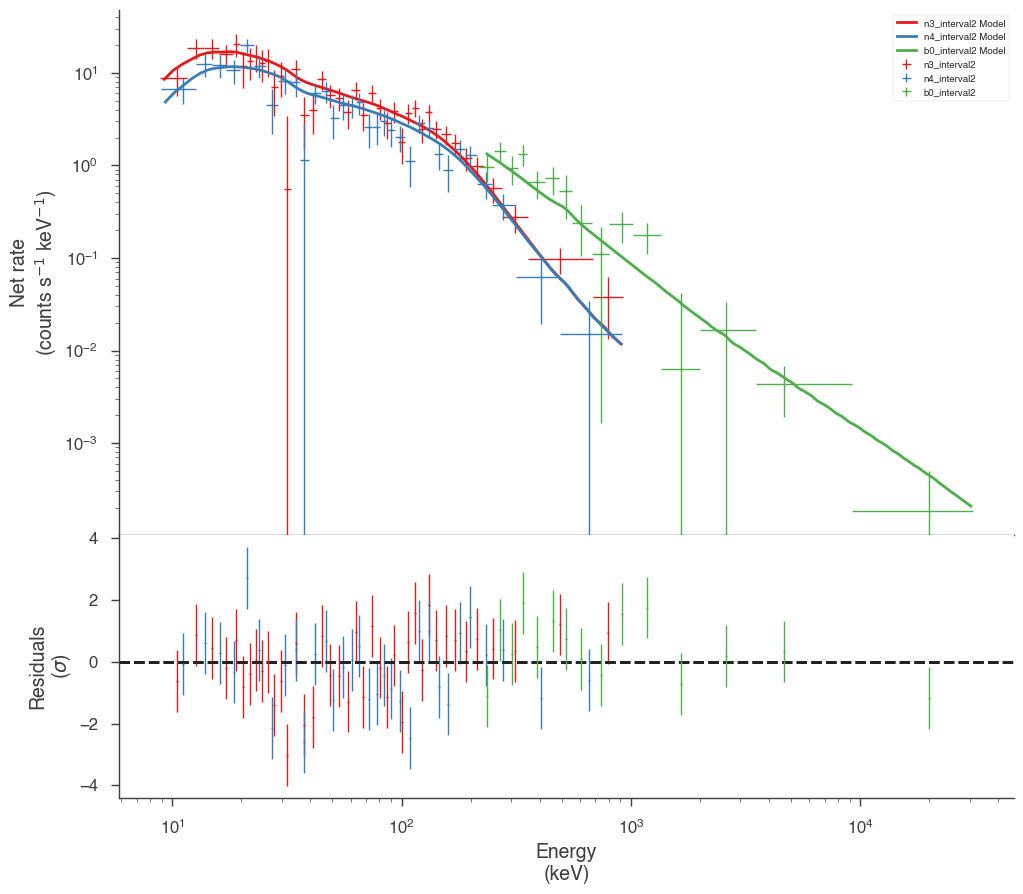 n3_interval2 Model
n4_interval2 Model
b0_interval2 Model
n3_interval2
n4_interval2
b0_interval2
Net rate
(counts s⁻¹ keV⁻¹)
10¹
10⁰
10⁻¹
10⁻²
10⁻³
Residuals
(σ)
4
2
0
−2
−4
10¹
10²
10³
10⁴
Energy
(keV)